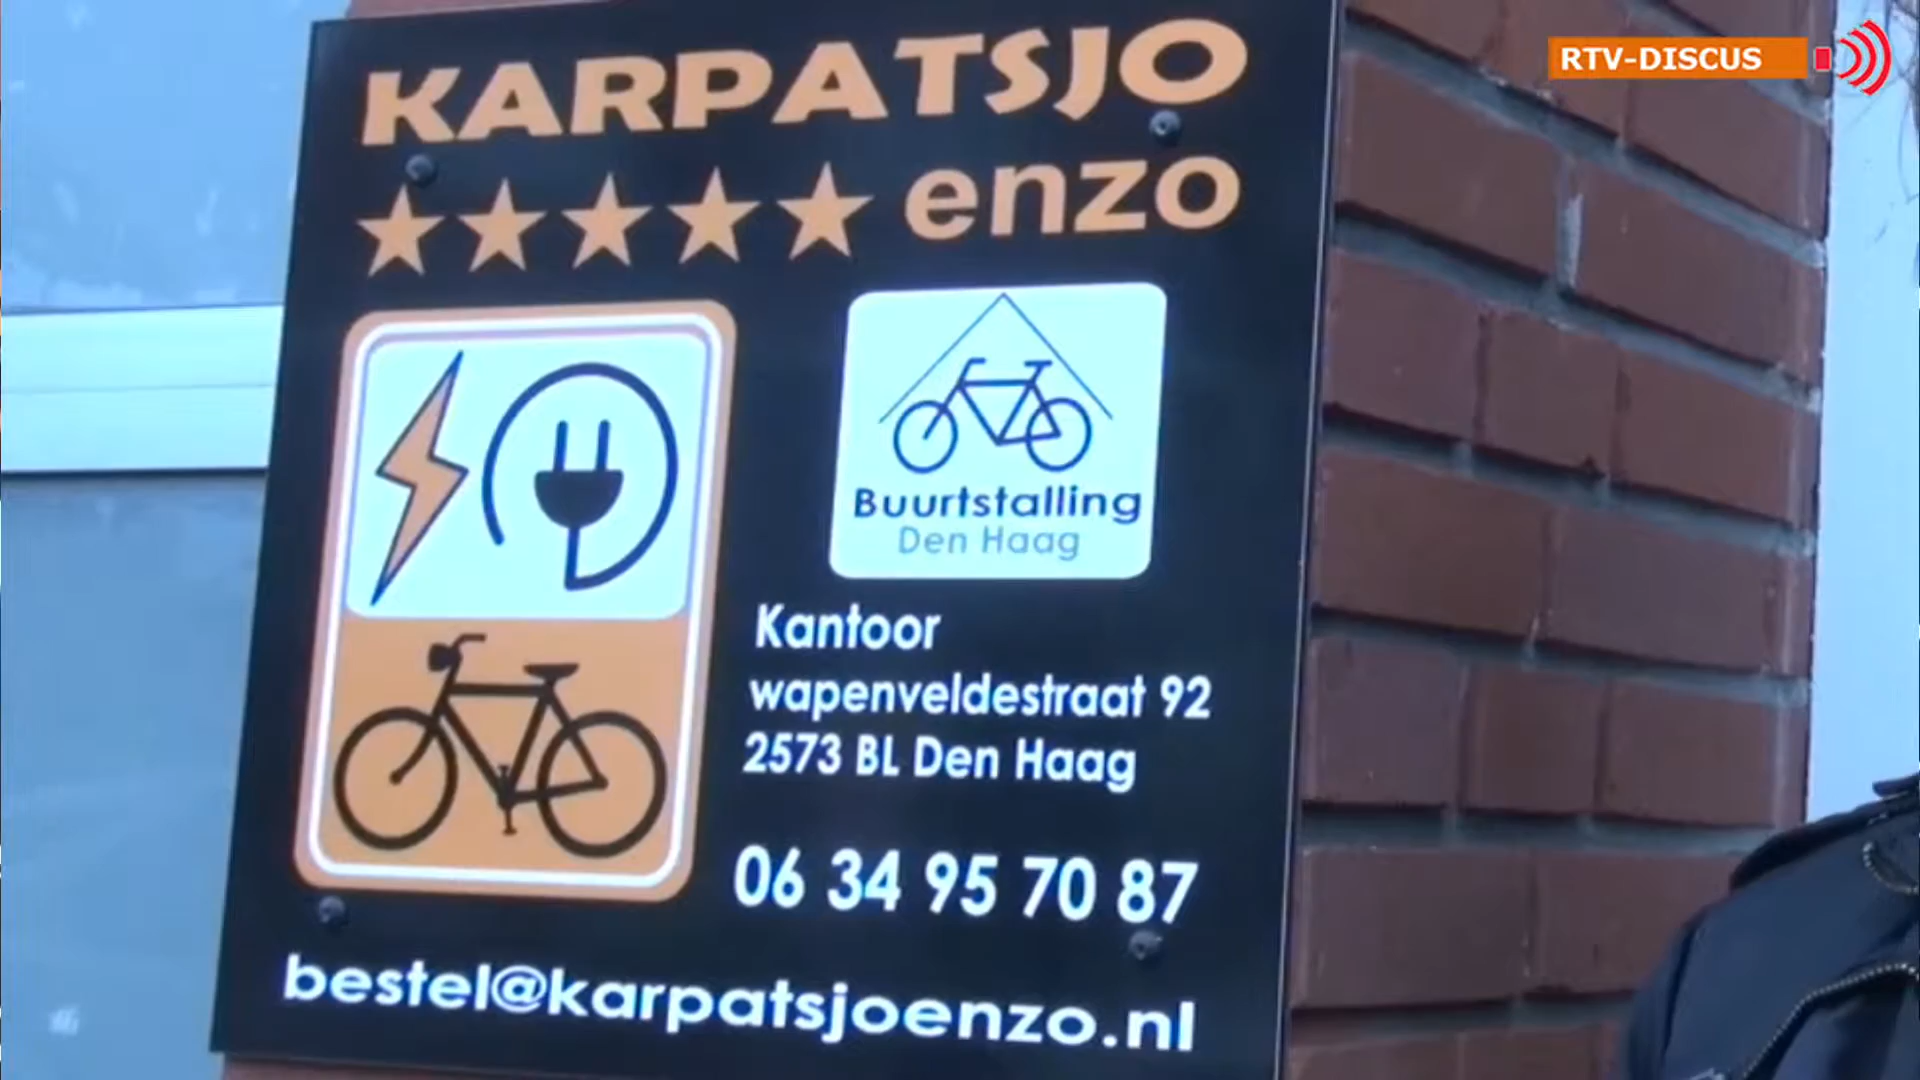 RTV-DISCUS
KARPATSJO
enzo
Buurtstalling
Den Haag
Kantoor
wapenveldestraat 92
2573 BL Den Haag
06 34 95 70 87
bestel@karpatsjoenzo.nl